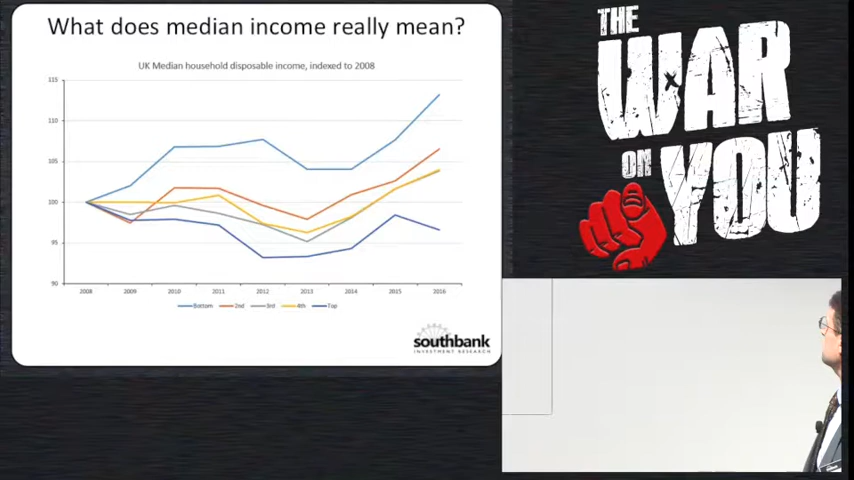 What does median income really mean?
UK Median household disposable income, indexed to 2008
115
110
105
100
95
90
2008 2009 2010 2011 2012 2013 2014 2015 2016
Bottom 2nd 3rd 4th Top
southbank
INVESTMENT RESEARCH
THE
WAR
ON
YOU